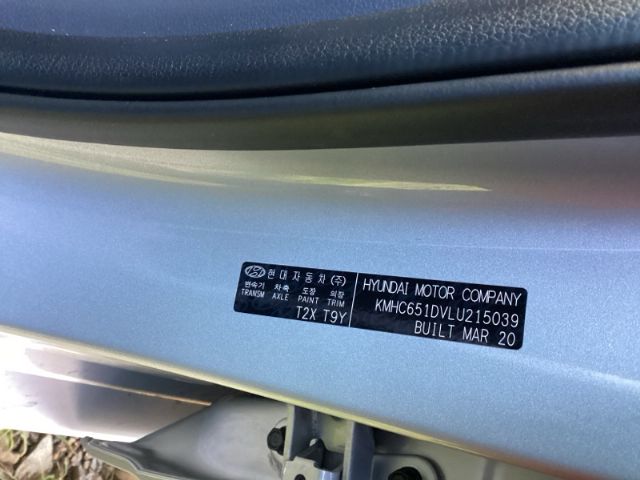 현대자동차(주)
변속기 차축 도장 의장
TRANSM AXLE PAINT TRIM
T2X T9Y
HYUNDAI MOTOR COMPANY
KMHC651DVLU215039
BUILT MAR 20